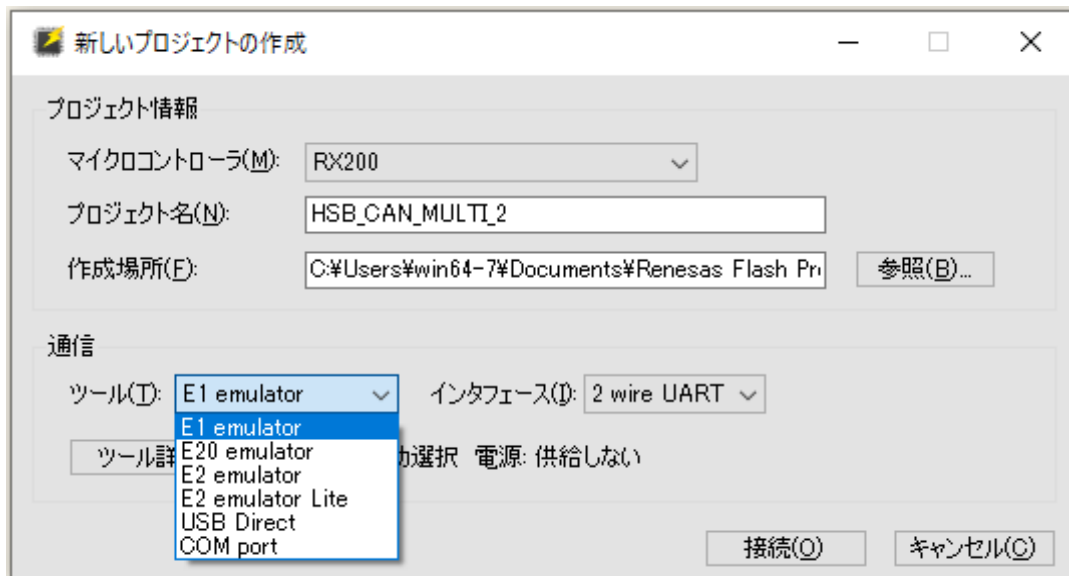 新しいプロジェクトの作成
プロジェクト情報
マイクロコントローラ(M): RX200
プロジェクト名(N): HSB_CAN_MULTI_2
作成場所(F): C:¥Users¥win64-7¥Documents¥Renesas Flash Pr 参照(B)...
通信
ツール(T): E1 emulator インタフェース(I): 2 wire UART
E1 emulator
E20 emulator
ツール詳 選択 電源: 供給しない
E2 emulator
E2 emulator Lite
USB Direct
COM port
接続(O) キャンセル(C)